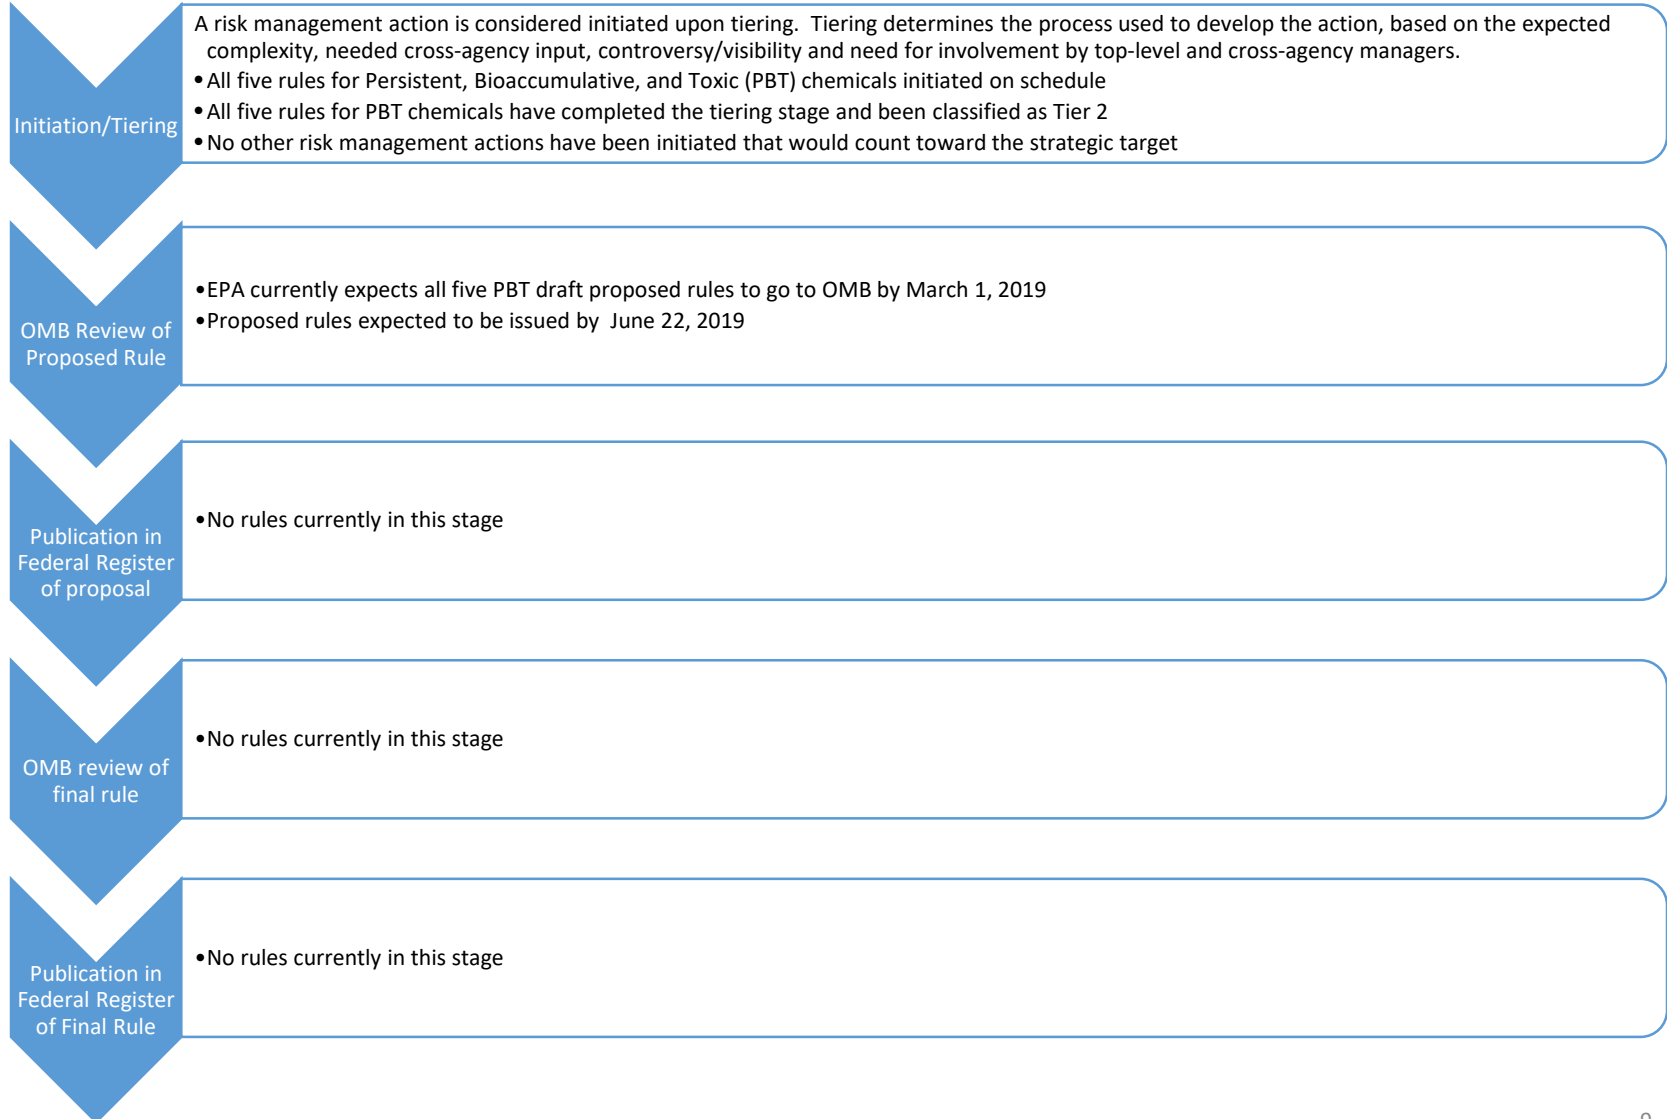 A risk management action is considered initiated upon tiering.  Tiering determines the process used to develop the action, based on the expected
complexity, needed cross-agency input, controversy/visibility and need for involvement by top-level and cross-agency managers.
•All five rules for Persistent, Bioaccumulative, and Toxic (PBT) chemicals initiated on schedule
•All five rules for PBT chemicals have completed the tiering stage and been classified as Tier 2
•No other risk management actions have been initiated that would count toward the strategic target
Initiation/Tiering
•EPA currently expects all five PBT draft proposed rules to go to OMB by March 1, 2019
•Proposed rules expected to be issued by  June 22, 2019
OMB Review of
Proposed Rule
•No rules currently in this stage
Publication in
Federal Register
of proposal
•No rules currently in this stage
OMB review of
final rule
•No rules currently in this stage
Publication in
Federal Register
of Final Rule